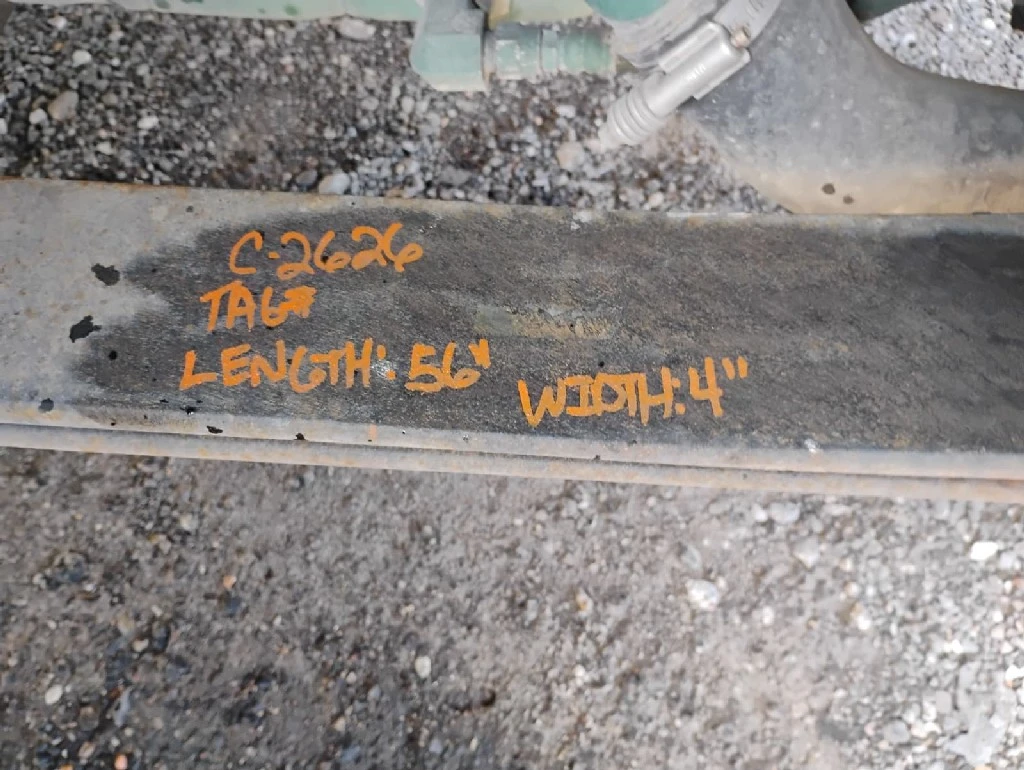 C-2626
TAG#
LENGTH: 56" WIDTH: 4"